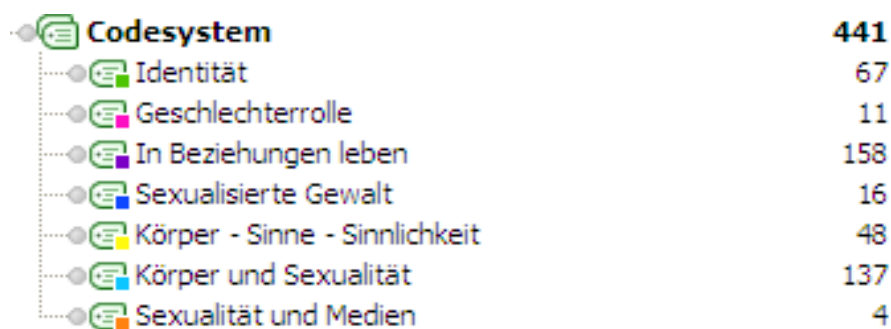 Codesystem 441
Identität 67
Geschlechterrolle 11
In Beziehungen leben 158
Sexualisierte Gewalt 16
Körper - Sinne - Sinnlichkeit 48
Körper und Sexualität 137
Sexualität und Medien 4